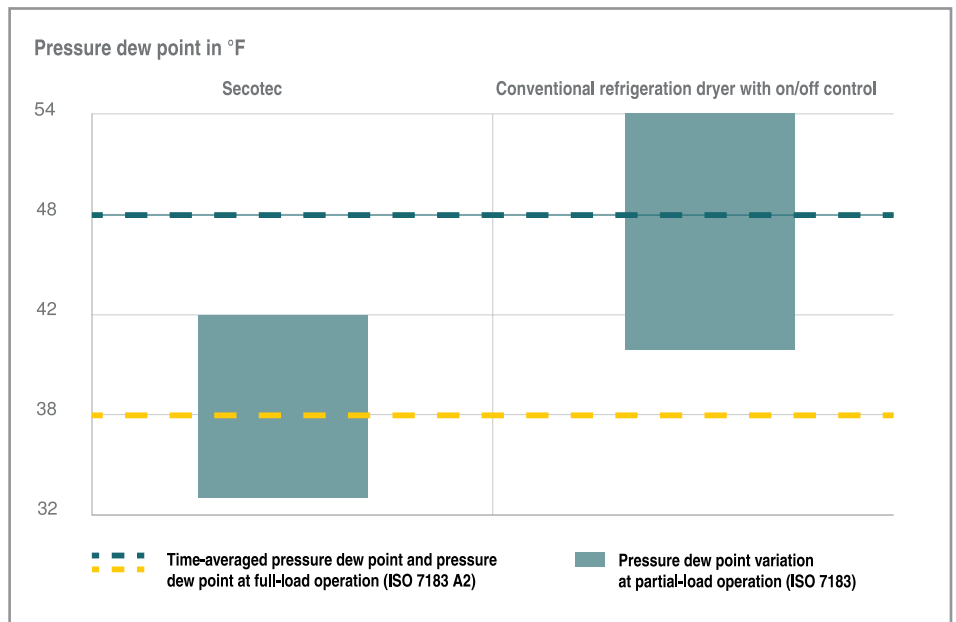 Pressure dew point in °F
Secotec
Conventional refrigeration dryer with on/off control
54
48
42
38
32
Time-averaged pressure dew point and pressure
dew point at full-load operation (ISO 7183 A2)
Pressure dew point variation
at partial-load operation (ISO 7183)